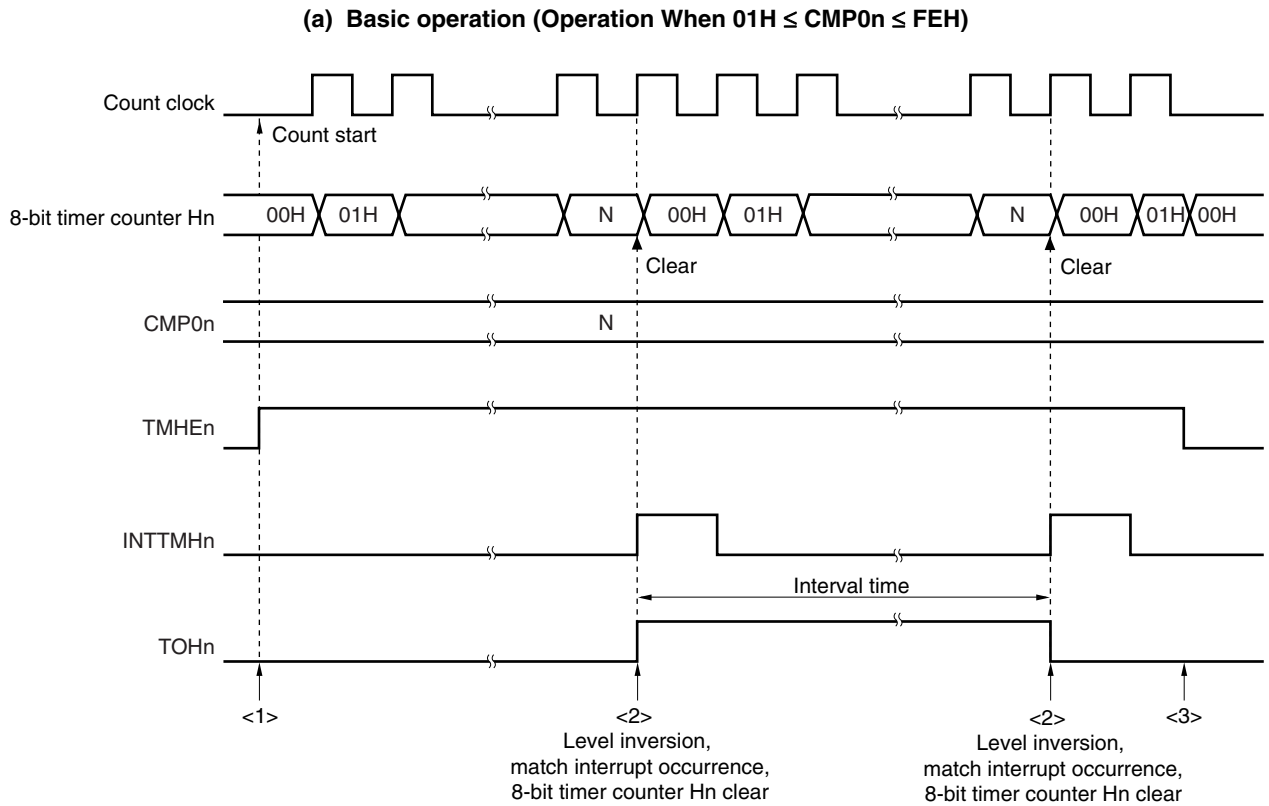 (a) Basic operation (Operation When 01H ≤ CMP0n ≤ FEH)
Count clock
Count start
8-bit timer counter Hn
00H 01H N 00H 01H N 00H 01H 00H
Clear Clear
CMP0n
N
TMHEn
INTTMHn
Interval time
TOHn
<1> <2> <2> <3>
Level inversion,
match interrupt occurrence,
8-bit timer counter Hn clear
Level inversion,
match interrupt occurrence,
8-bit timer counter Hn clear